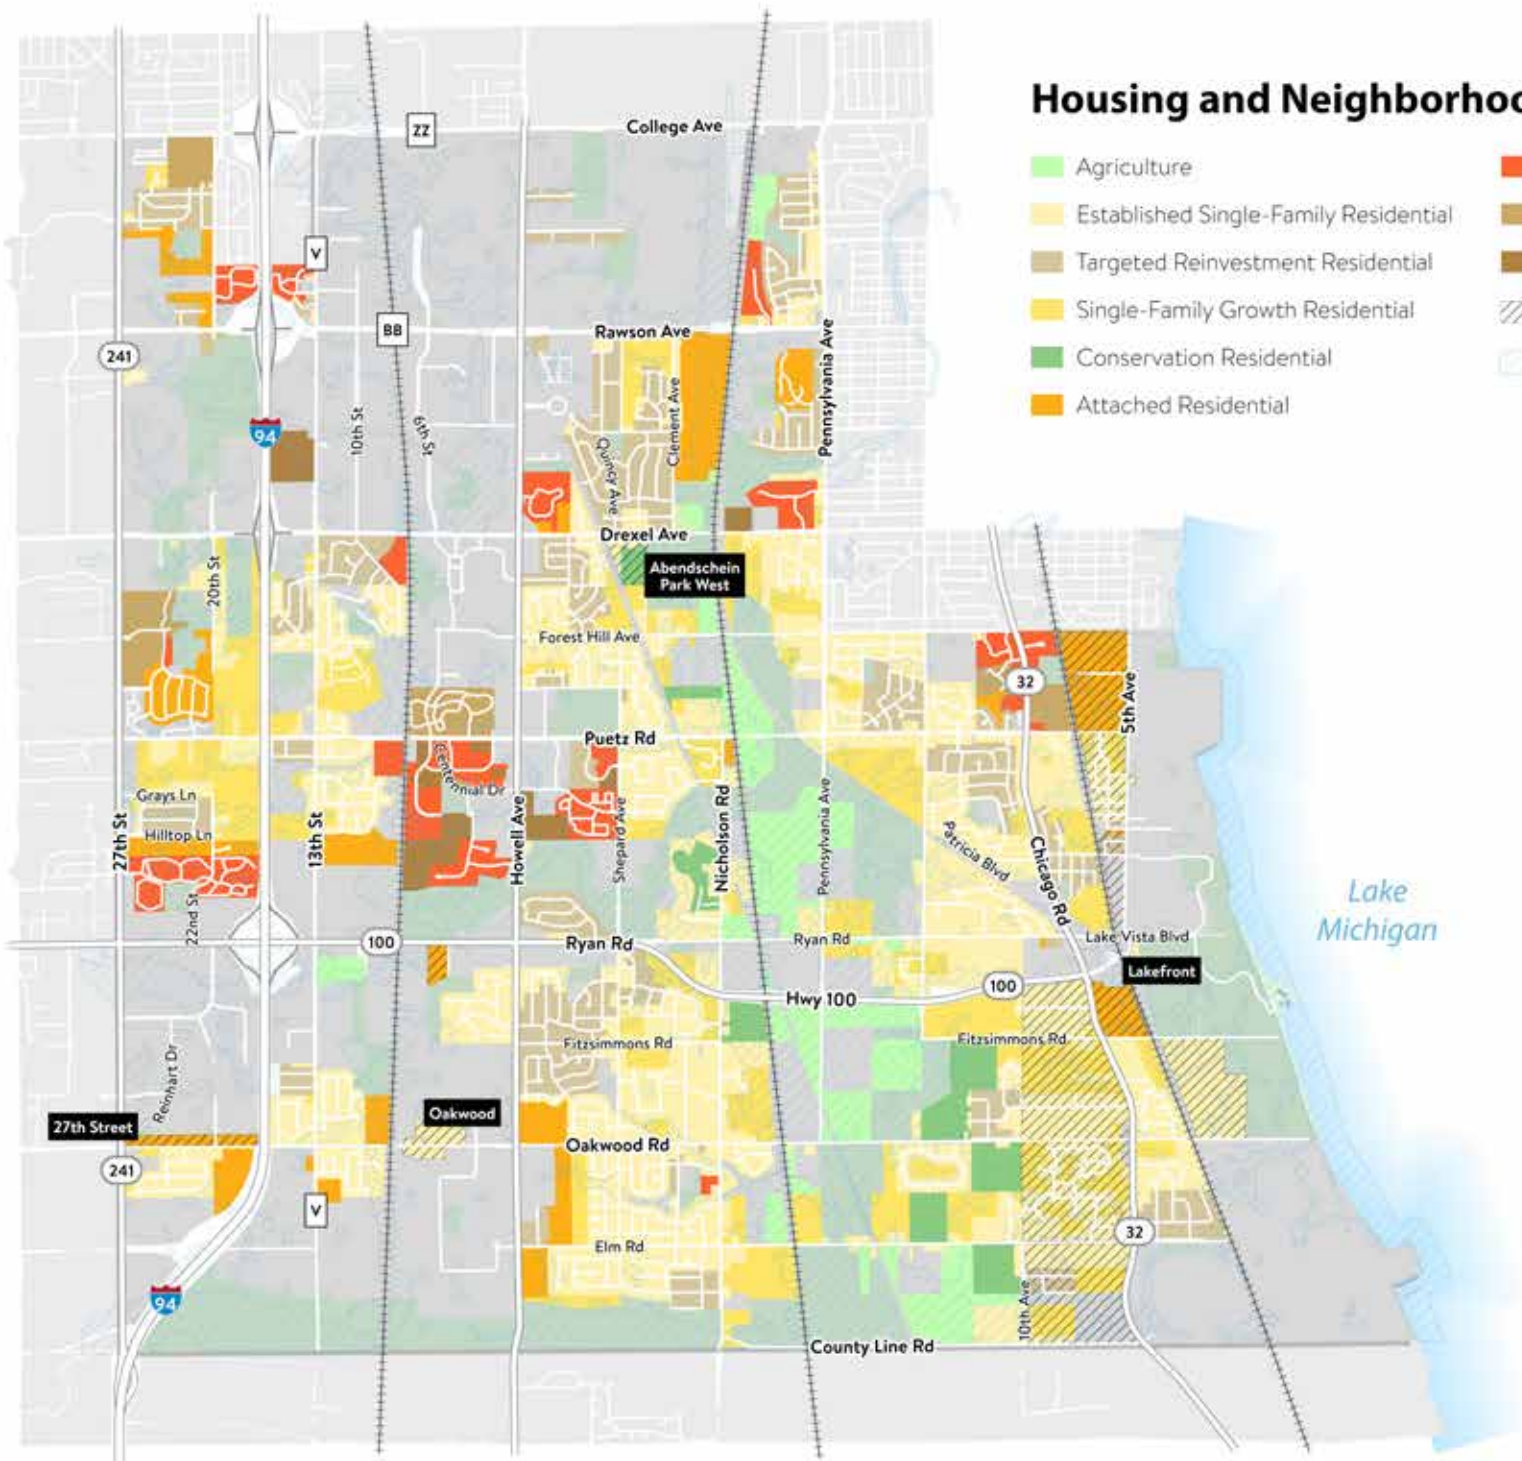 Housing and Neighborhoo
Agriculture
Established Single-Family Residential
Targeted Reinvestment Residential
Single-Family Growth Residential
Conservation Residential
Attached Residential
College Ave
ZZ
V
BB
Rawson Ave
241
94
10th St
6th St
Quincy Ave
Clement Ave
Pennsylvania Ave
Drexel Ave
Abendschein
Park West
20th St
Forest Hill Ave
32
5th Ave
Puetz Rd
Centennial Dr
Grays Ln
Hilltop Ln
27th St
13th St
Howell Ave
Shepard Ave
Nicholson Rd
Pennsylvania Ave
Patricia Blvd
Chicago Rd
22nd St
100
Ryan Rd
Ryan Rd
Lake Vista Blvd
Lakefront
Lake
Michigan
Hwy 100
100
Fitzsimmons Rd
Fitzsimmons Rd
Reinhart Dr
27th Street
Oakwood
Oakwood Rd
241
V
32
Elm Rd
94
10th Ave
County Line Rd